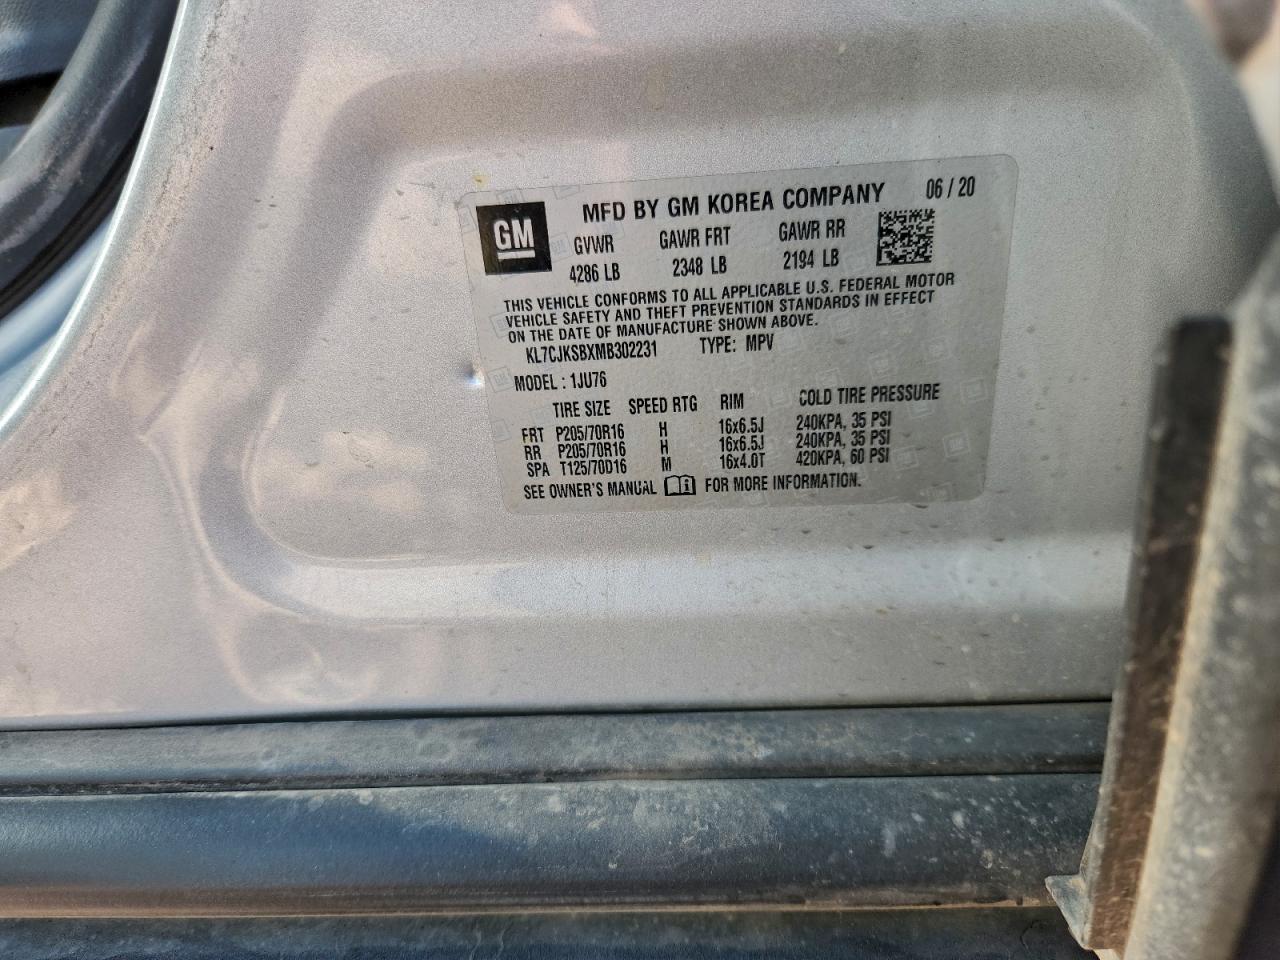 GM
MFD BY GM KOREA COMPANY 06 / 20
GVWR GAWR FRT GAWR RR
4286 LB 2348 LB 2194 LB
THIS VEHICLE CONFORMS TO ALL APPLICABLE U.S. FEDERAL MOTOR
VEHICLE SAFETY AND THEFT PREVENTION STANDARDS IN EFFECT
ON THE DATE OF MANUFACTURE SHOWN ABOVE.
KL7CJKSBXMB302231 TYPE: MPV
MODEL : 1JU76
TIRE SIZE SPEED RTG RIM COLD TIRE PRESSURE
FRT P205/70R16 H 16x6.5J 240KPA, 35 PSI
RR P205/70R16 H 16x6.5J 240KPA, 35 PSI
SPA T125/70D16 M 16x4.0T 420KPA, 60 PSI
SEE OWNER'S MANUAL FOR MORE INFORMATION.